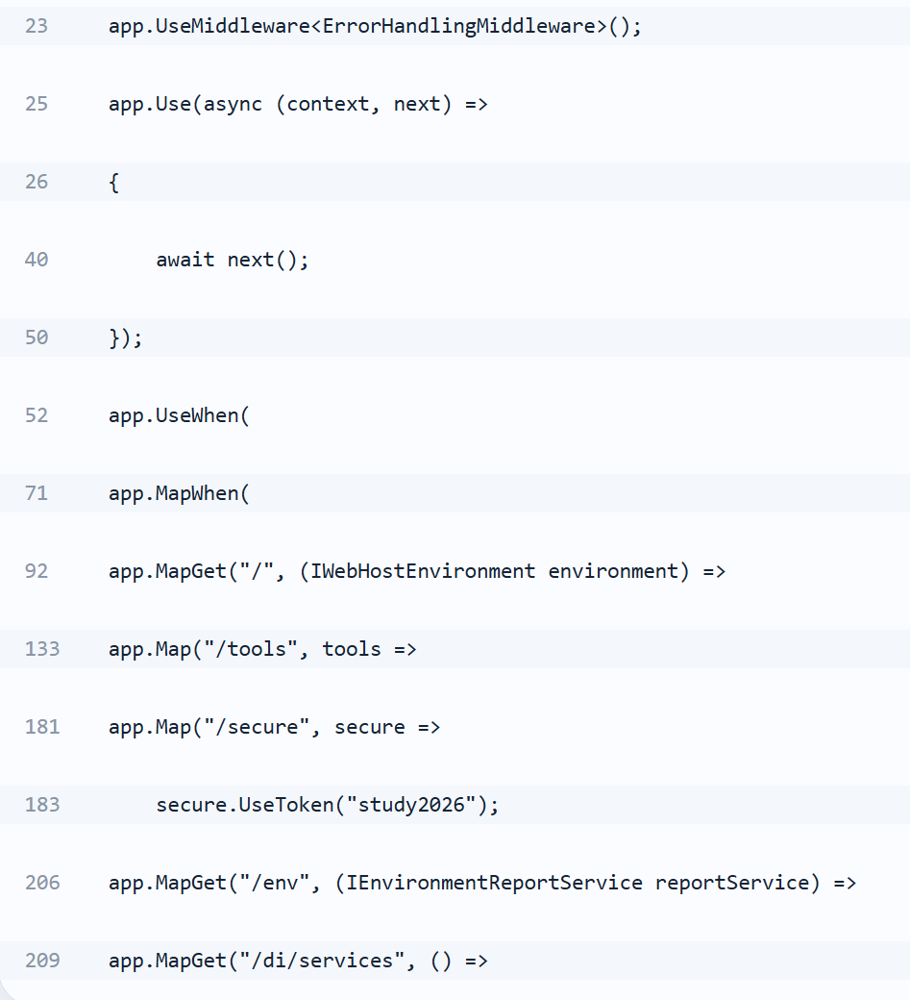 23 app.UseMiddleware<ErrorHandlingMiddleware>();
25 app.Use(async (context, next) =>
26 {
40 await next();
50 });
52 app.UseWhen(
71 app.MapWhen(
92 app.MapGet("/", (IWebHostEnvironment environment) =>
133 app.Map("/tools", tools =>
181 app.Map("/secure", secure =>
183 secure.UseToken("study2026");
206 app.MapGet("/env", (IEnvironmentReportService reportService) =>
209 app.MapGet("/di/services", () =>